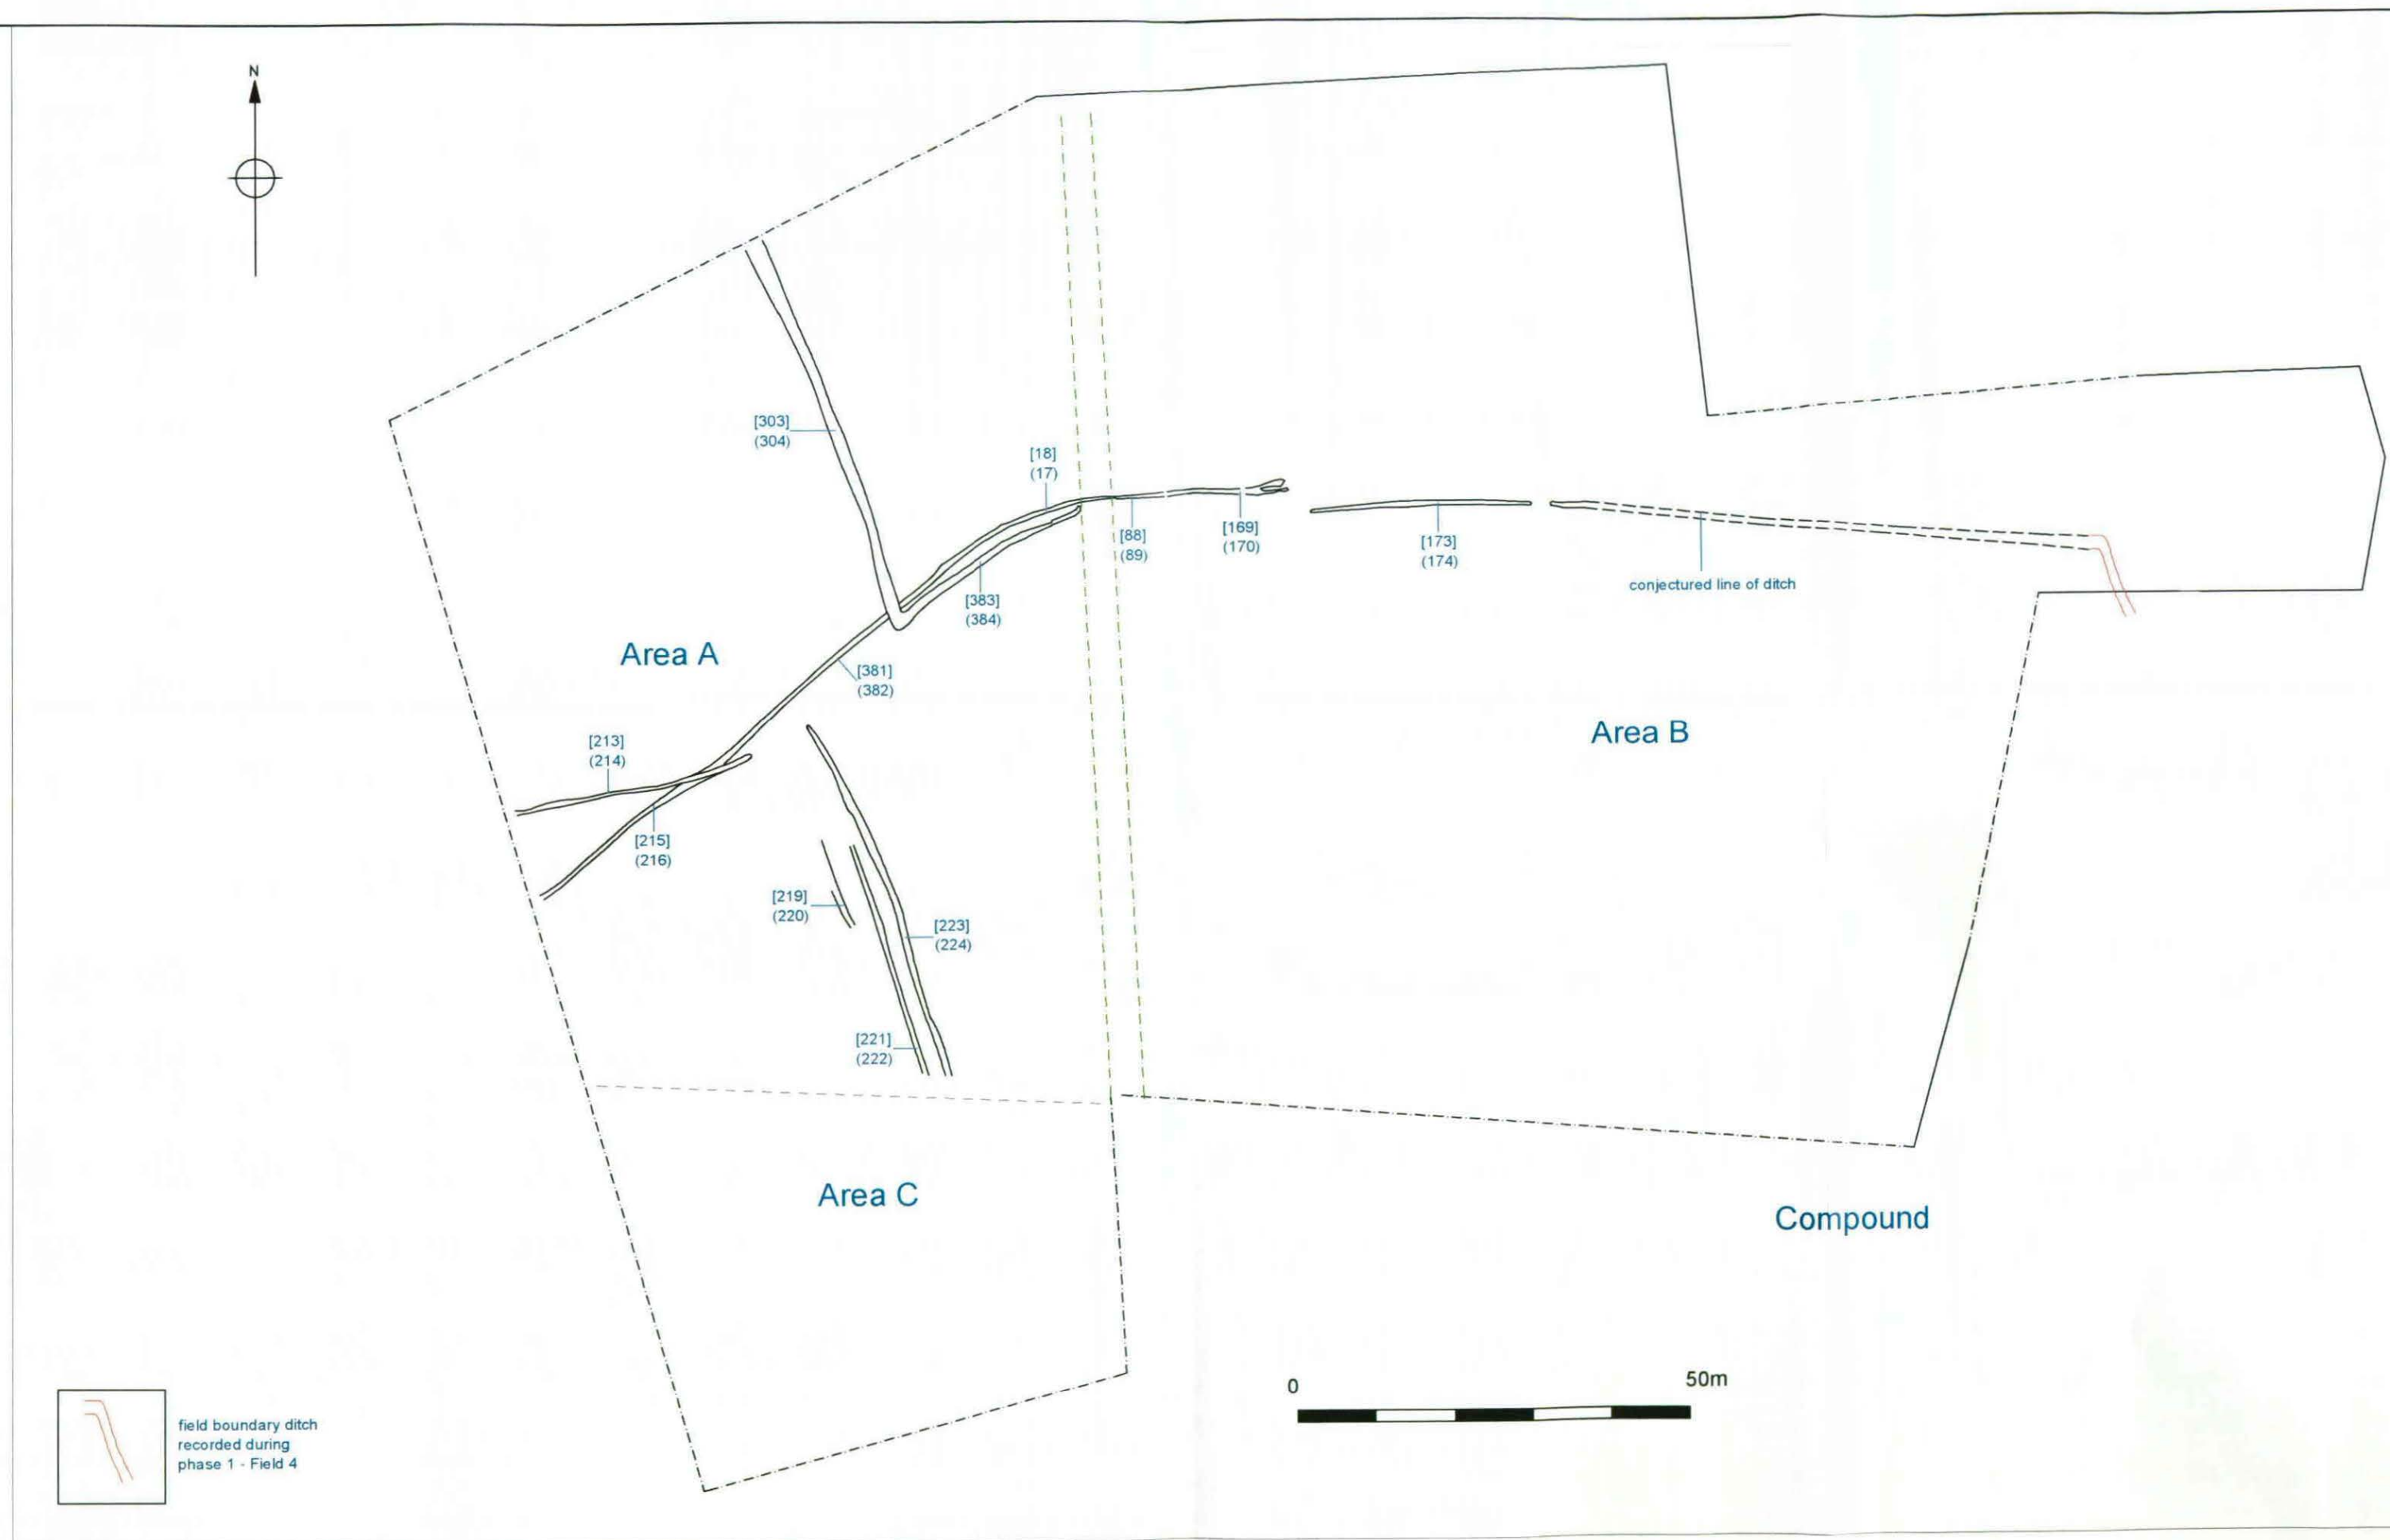 N
[303]
(304)
[18]
(17)
[88]
(89)
[169]
(170)
[173]
(174)
conjectured line of ditch
[383]
(384)
Area A
[381]
(382)
Area B
[213]
(214)
[215]
(216)
[219]
(220)
[223]
(224)
[221]
(222)
Area C
Compound
0
50m
field boundary ditch
recorded during
phase 1 - Field 4